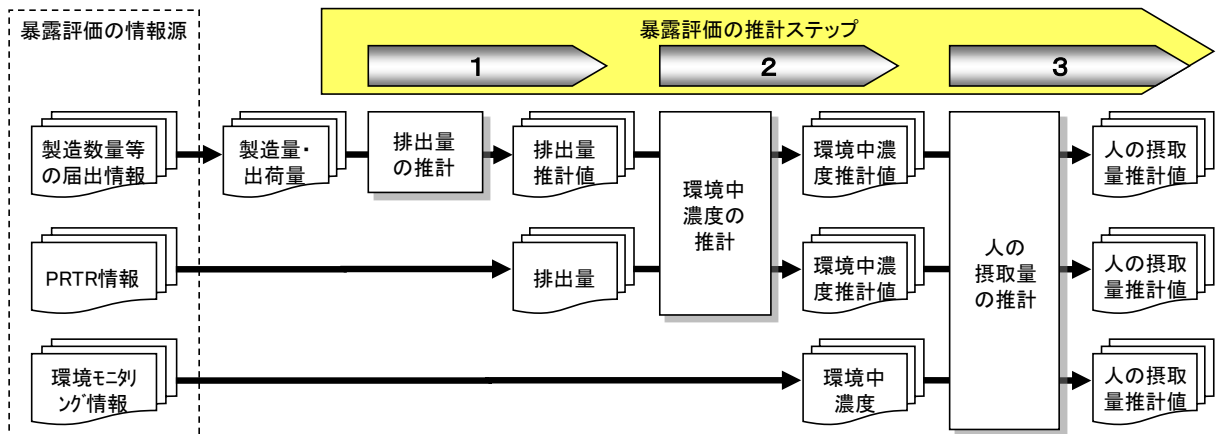 暴露評価の情報源
暴露評価の推計ステップ
1
2
3
製造数量等
の届出情報
製造量・
出荷量
排出量
の推計
排出量
推計値
環境中
濃度の
推計
環境中濃
度推計値
人の
摂取量
の推計
人の摂取
量推計値
PRTR情報
排出量
環境中濃
度推計値
人の摂取
量推計値
環境ﾓﾆﾀﾘ
ﾝｸﾞ情報
環境中
濃度
人の摂取
量推計値